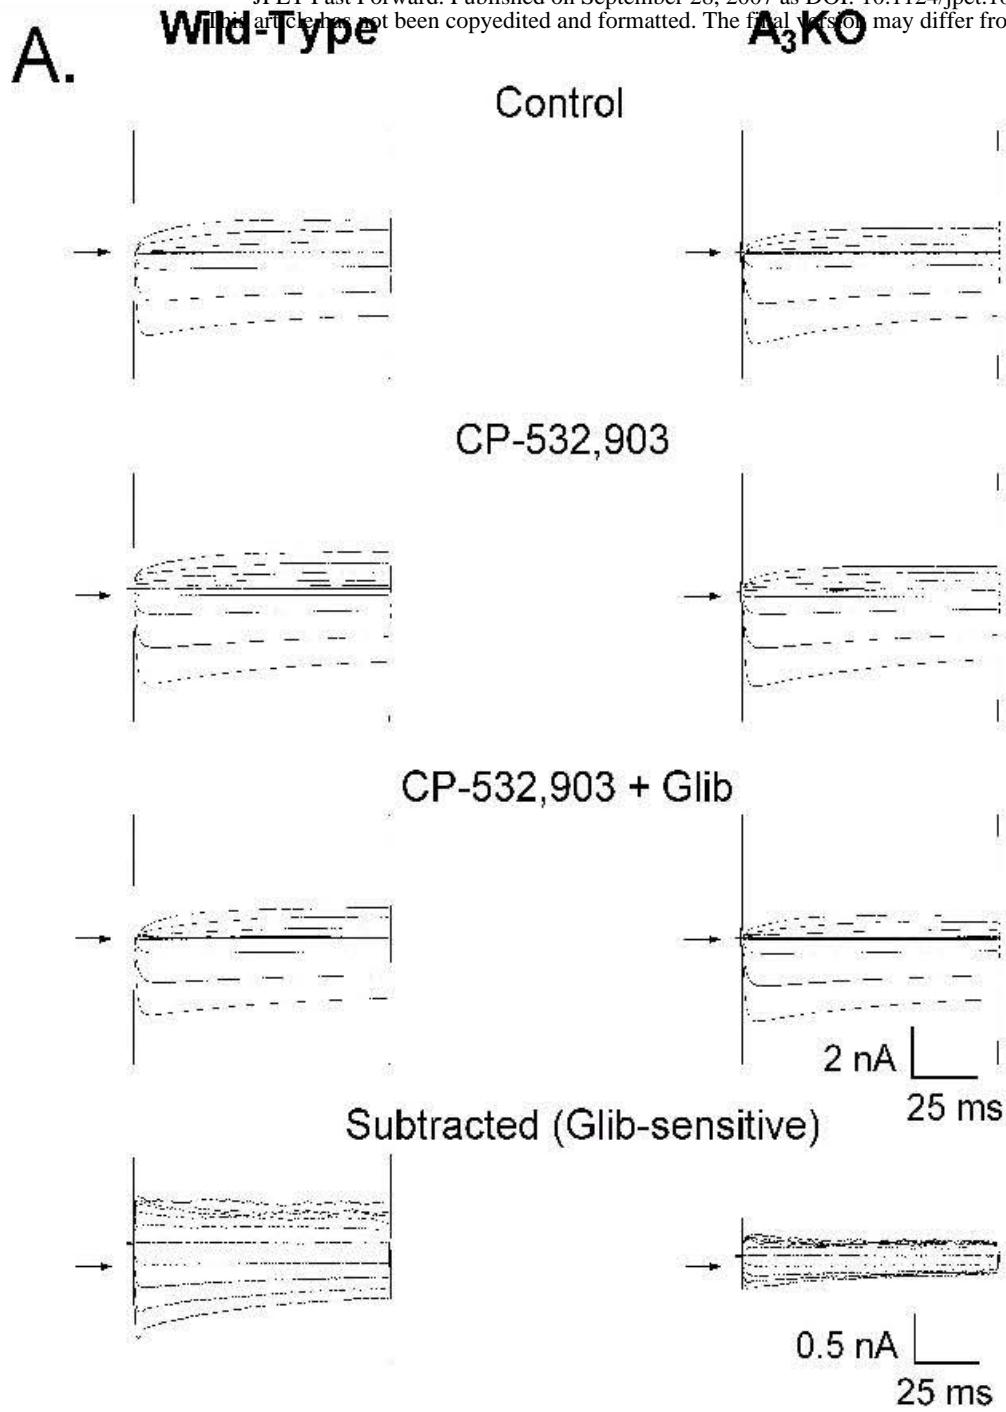 JPET Fast Forward. Published on September 28, 2007 as DOI: 10.1124/jpet.10
This article has not been copyedited and formatted. The final version may differ fro
A.
Wild-Type
A₃KO
Control
CP-532,903
CP-532,903 + Glib
2 nA
25 ms
Subtracted (Glib-sensitive)
0.5 nA
25 ms